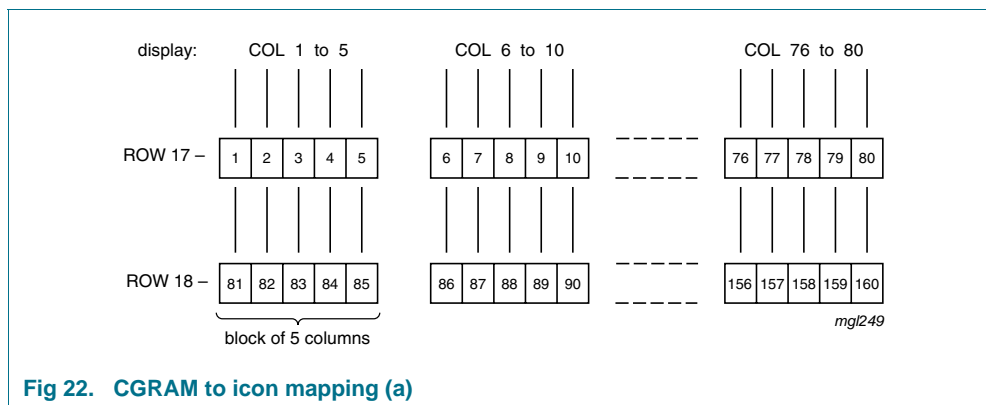 display: COL 1 to 5 COL 6 to 10 COL 76 to 80
ROW 17 – 1 2 3 4 5 6 7 8 9 10 76 77 78 79 80
ROW 18 – 81 82 83 84 85 86 87 88 89 90 156 157 158 159 160
mgl249
block of 5 columns
Fig 22. CGRAM to icon mapping (a)